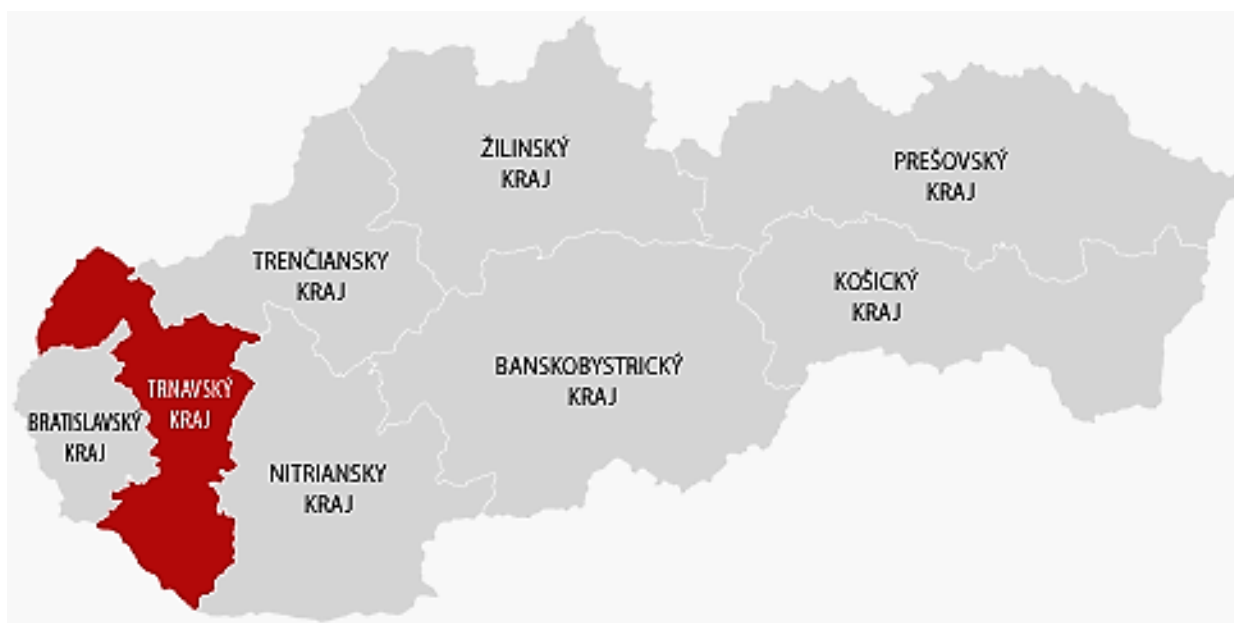 ŽILINSKÝ
KRAJ
PREŠOVSKÝ
KRAJ
TRENČIANSKY
KRAJ
KOŠICKÝ
KRAJ
BANSKOBYSTRICKÝ
KRAJ
TRNAVSKÝ
KRAJ
BRATISLAVSKÝ
KRAJ
NITRIANSKY
KRAJ